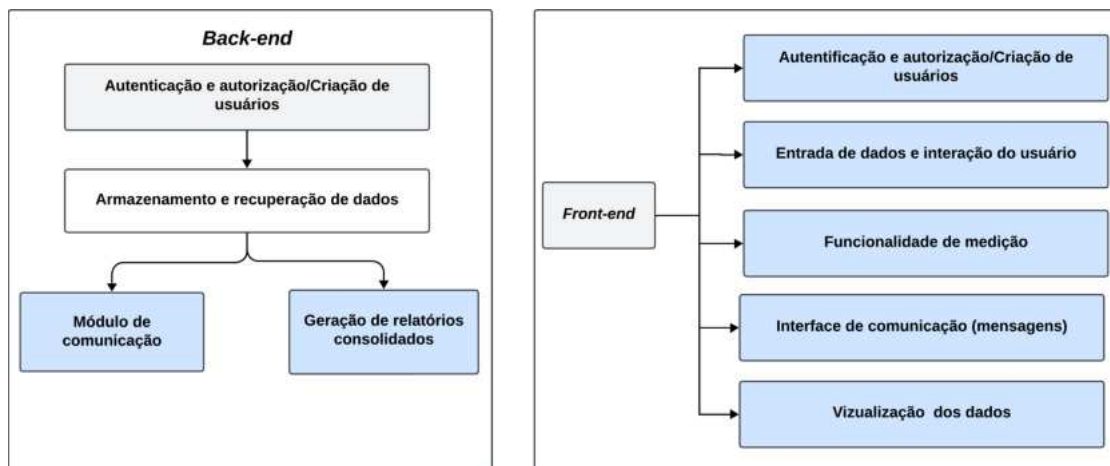 Back-end
Autenticação e autorização/Criação de
usuários
Armazenamento e recuperação de dados
Módulo de
comunicação
Geração de relatórios
consolidados
Front-end
Autentificação e autorização/Criação de
usuários
Entrada de dados e interação do usuário
Funcionalidade de medição
Interface de comunicação (mensagens)
Vizualização dos dados